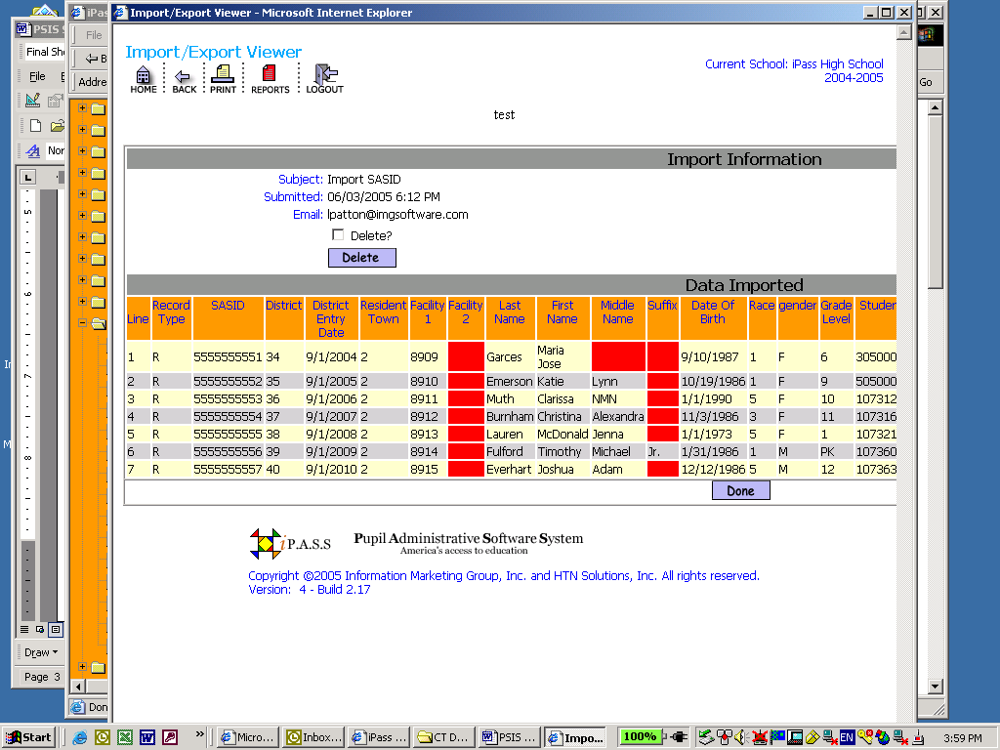 Import/Export Viewer - Microsoft Internet Explorer
iPas
PSIS S
Final Sh
File
File
B
Addre
Nor
Go
Import/Export Viewer
Current School: iPass High School
2004-2005
HOME BACK PRINT REPORTS LOGOUT
test
Import Information
Subject: Import SASID
Submitted: 06/03/2005 6:12 PM
Email: lpatton@imgsoftware.com
Delete?
Delete
Data Imported
Line Record Type SASID District District Entry Date Resident Town Facility 1 Facility 2 Last Name First Name Middle Name Suffix Date Of Birth Race gender Grade Level Studer
1 R 5555555551 34 9/1/2004 2 8909 Garces Maria Jose 9/10/1987 1 F 6 305000
2 R 5555555552 35 9/1/2005 2 8910 Emerson Katie Lynn 10/19/1986 1 F 9 505000
3 R 5555555553 36 9/1/2006 2 8911 Muth Clarissa NMN 1/1/1990 5 F 10 107312
4 R 5555555554 37 9/1/2007 2 8912 Burnham Christina Alexandra 11/3/1986 3 F 11 107316
5 R 5555555555 38 9/1/2008 2 8913 Lauren McDonald Jenna 1/1/1973 5 F 1 107321
6 R 5555555556 39 9/1/2009 2 8914 Fulford Timothy Michael Jr. 1/31/1986 1 M PK 107360
7 R 5555555557 40 9/1/2010 2 8915 Everhart Joshua Adam 12/12/1986 5 M 12 107363
Done
iP.A.S.S Pupil Administrative Software System
America's access to education
Copyright ©2005 Information Marketing Group, Inc. and HTN Solutions, Inc. All rights reserved.
Version: 4 - Build 2.17
Draw
Page 3
Don
Start » Micro... Inbox... iPass ... CT D... PSIS ... Impo... 100% EN 3:59 PM